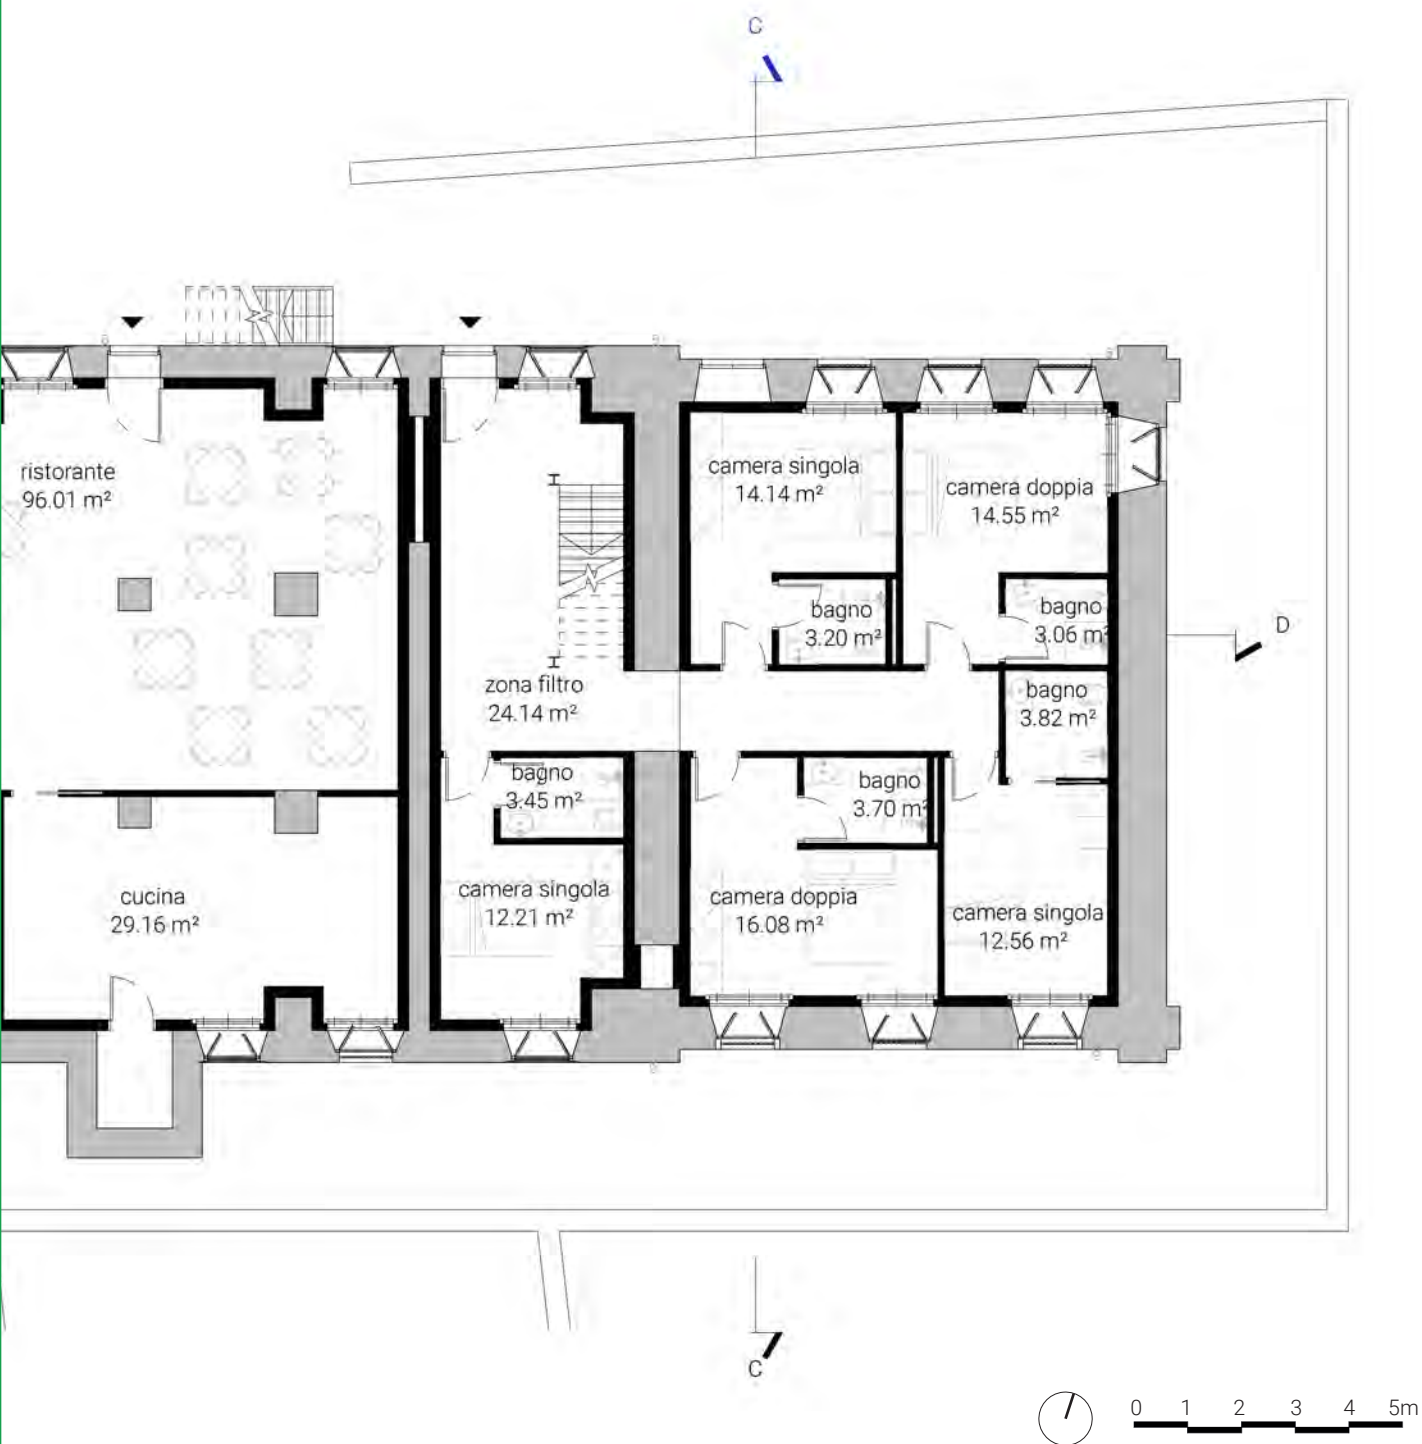 C
ristorante
96.01 m²
camera singola
14.14 m²
camera doppia
14.55 m²
bagno
3.20 m²
bagno
3.06 m²
D
zona filtro
24.14 m²
bagno
3.82 m²
bagno
3.45 m²
bagno
3.70 m²
cucina
29.16 m²
camera singola
12.21 m²
camera doppia
16.08 m²
camera singola
12.56 m²
C
0 1 2 3 4 5m